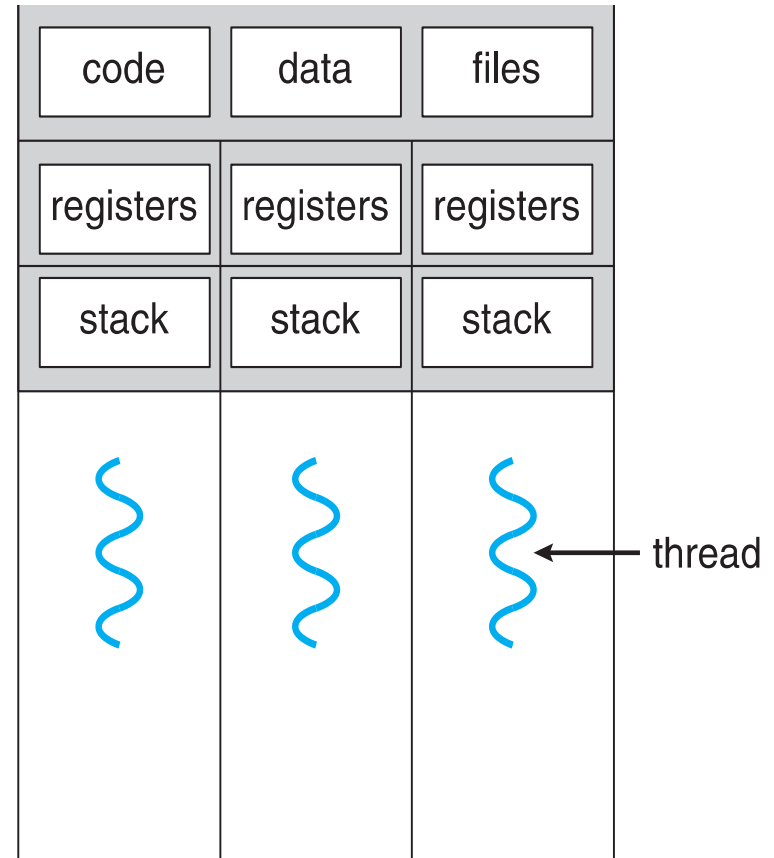 code data files
registers registers registers
stack stack stack
thread